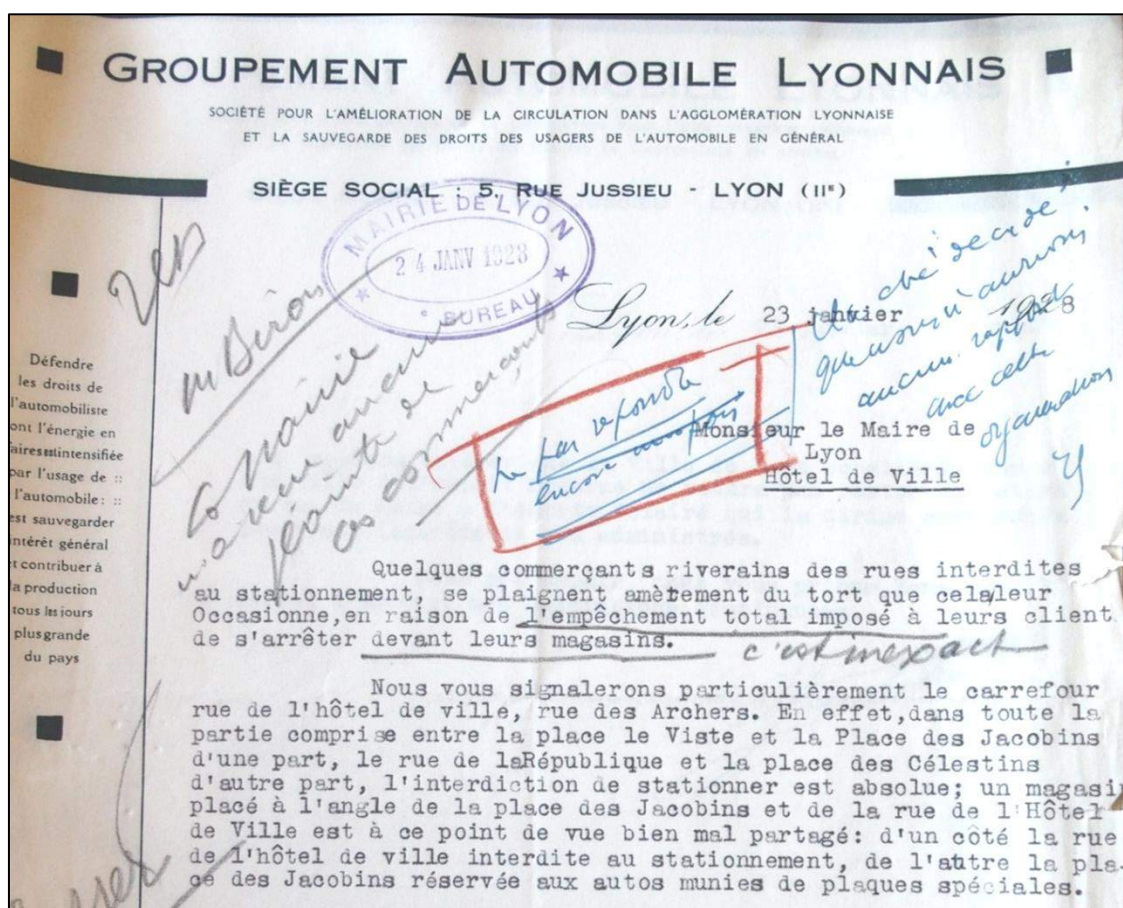 GROUPEMENT AUTOMOBILE LYONNAIS
SOCIÉTÉ POUR L'AMÉLIORATION DE LA CIRCULATION DANS L'AGGLOMÉRATION LYONNAISE
ET LA SAUVEGARDE DES DROITS DES USAGERS DE L'AUTOMOBILE EN GÉNÉRAL
SIÈGE SOCIAL : 5, RUE JUSSIEU - LYON (IIe)
MAIRIE DE LYON
24 JANV 1928
BUREAU
Lyon, le 23 janvier 1928
a été décidé
que nous n'aurions
aucun rapport
avec cette
organisation
La Mairie
n'a reçu aucune
plainte de
ces commerçants
pas répondre
encore
Monsieur le Maire de
Lyon
Hôtel de Ville
Défendre
les droits de
l'automobiliste
ont l'énergie en
aires est intensifiée
par l'usage de ::
l'automobile: ::
est sauvegarder
intérêt général
et contribuer à
la production
tous les jours
plus grande
du pays
Quelques commerçants riverains des rues interdites
au stationnement, se plaignent amèrement du tort que cela/leur
Occasionne,en raison de l'empêchement total imposé à leurs client
de s'arrêter devant leurs magasins.
c'est inexact
Nous vous signalerons particulièrement le carrefour
rue de l'hôtel de ville, rue des Archers. En effet,dans toute la
partie comprise entre la place le Viste et la Place des Jacobins
d'une part, le rue de laRépublique et la place des Célestins
d'autre part, l'interdiction de stationner est absolue; un magasin
placé à l'angle de la place des Jacobins et de la rue de l'Hôtel
de Ville est à ce point de vue bien mal partagé: d'un côté la rue
de l'hôtel de ville interdite au stationnement, de l'autre la pla-
ce des Jacobins réservée aux autos munies de plaques spéciales.